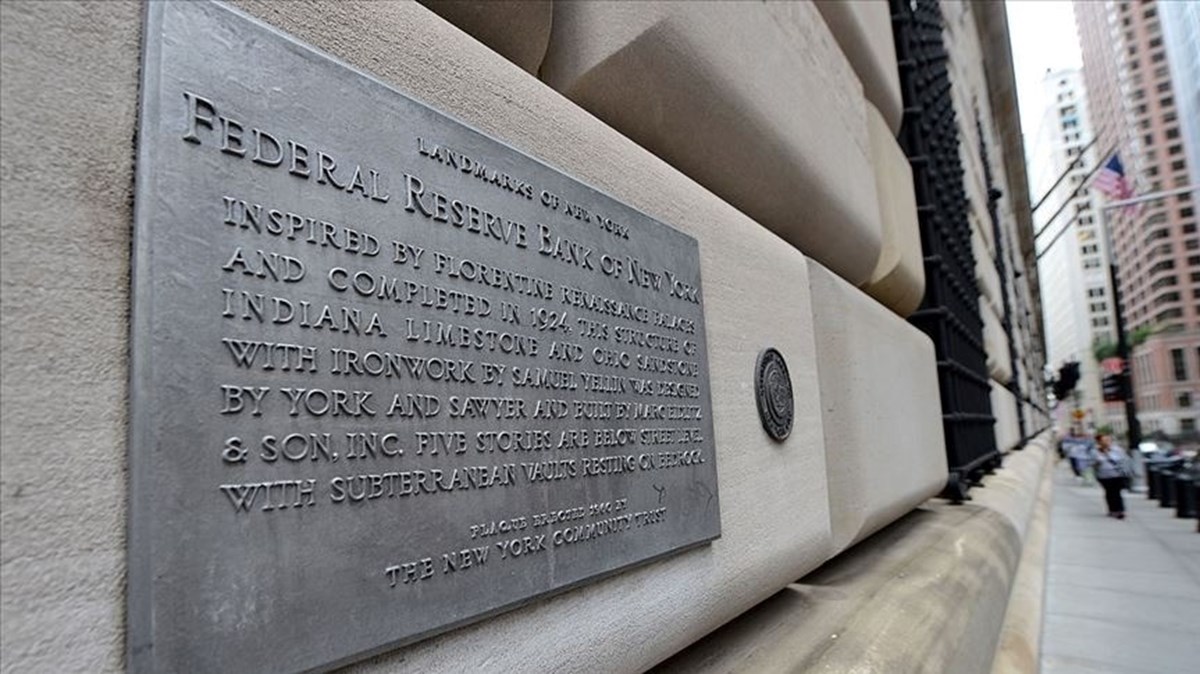 LANDMARKS OF NEW YORK
FEDERAL RESERVE BANK OF NEW YORK
INSPIRED BY FLORENTINE RENAISSANCE PALACES
AND COMPLETED IN 1924, THIS STRUCTURE OF
INDIANA LIMESTONE AND OHIO SANDSTONE
WITH IRONWORK BY SAMUEL YELLIN WAS DESIGNED
BY YORK AND SAWYER AND BUILT BY MARC EIDLITZ
& SON, INC. FIVE STORIES ARE BELOW STREET LEVEL
WITH SUBTERRANEAN VAULTS RESTING ON BEDROCK.
PLAQUE ERECTED BY
THE NEW YORK COMMUNITY TRUST